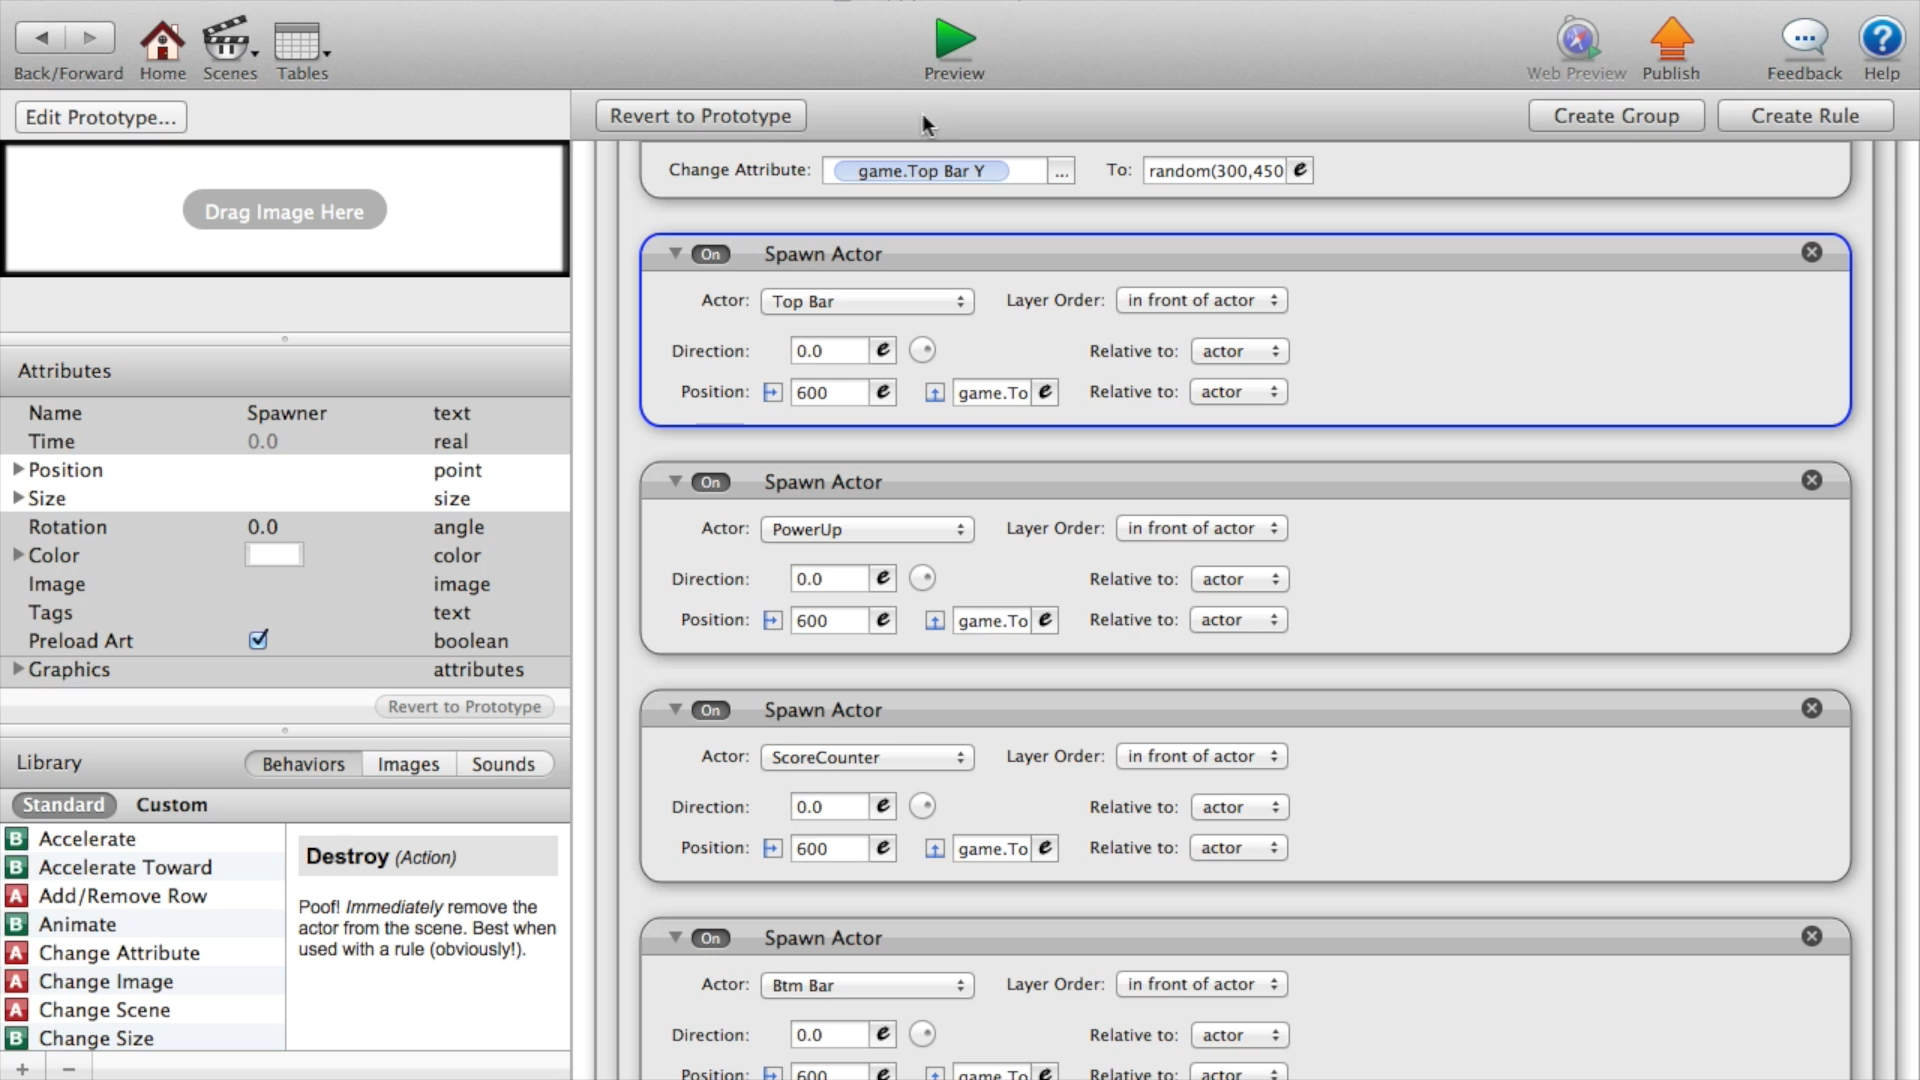 Back/Forward Home Scenes Tables Preview Web Preview Publish Feedback Help
Edit Prototype... Revert to Prototype Create Group Create Rule
Drag Image Here
Attributes
Name Spawner text
Time 0.0 real
Position point
Size size
Rotation 0.0 angle
Color color
Image image
Tags text
Preload Art boolean
Graphics attributes
Revert to Prototype
Library Behaviors Images Sounds
Standard Custom
B Accelerate
B Accelerate Toward
A Add/Remove Row
B Animate
A Change Attribute
A Change Image
A Change Scene
B Change Size
+ −
Destroy (Action)
Poof! Immediately remove the
actor from the scene. Best when
used with a rule (obviously!).
Change Attribute: game.Top Bar Y ... To: random(300,450 e
On Spawn Actor
Actor: Top Bar Layer Order: in front of actor
Direction: 0.0 e Relative to: actor
Position: 600 e game.To e Relative to: actor
On Spawn Actor
Actor: PowerUp Layer Order: in front of actor
Direction: 0.0 e Relative to: actor
Position: 600 e game.To e Relative to: actor
On Spawn Actor
Actor: ScoreCounter Layer Order: in front of actor
Direction: 0.0 e Relative to: actor
Position: 600 e game.To e Relative to: actor
On Spawn Actor
Actor: Btm Bar Layer Order: in front of actor
Direction: 0.0 e Relative to: actor
Position: 600 e game.To e Relative to: actor